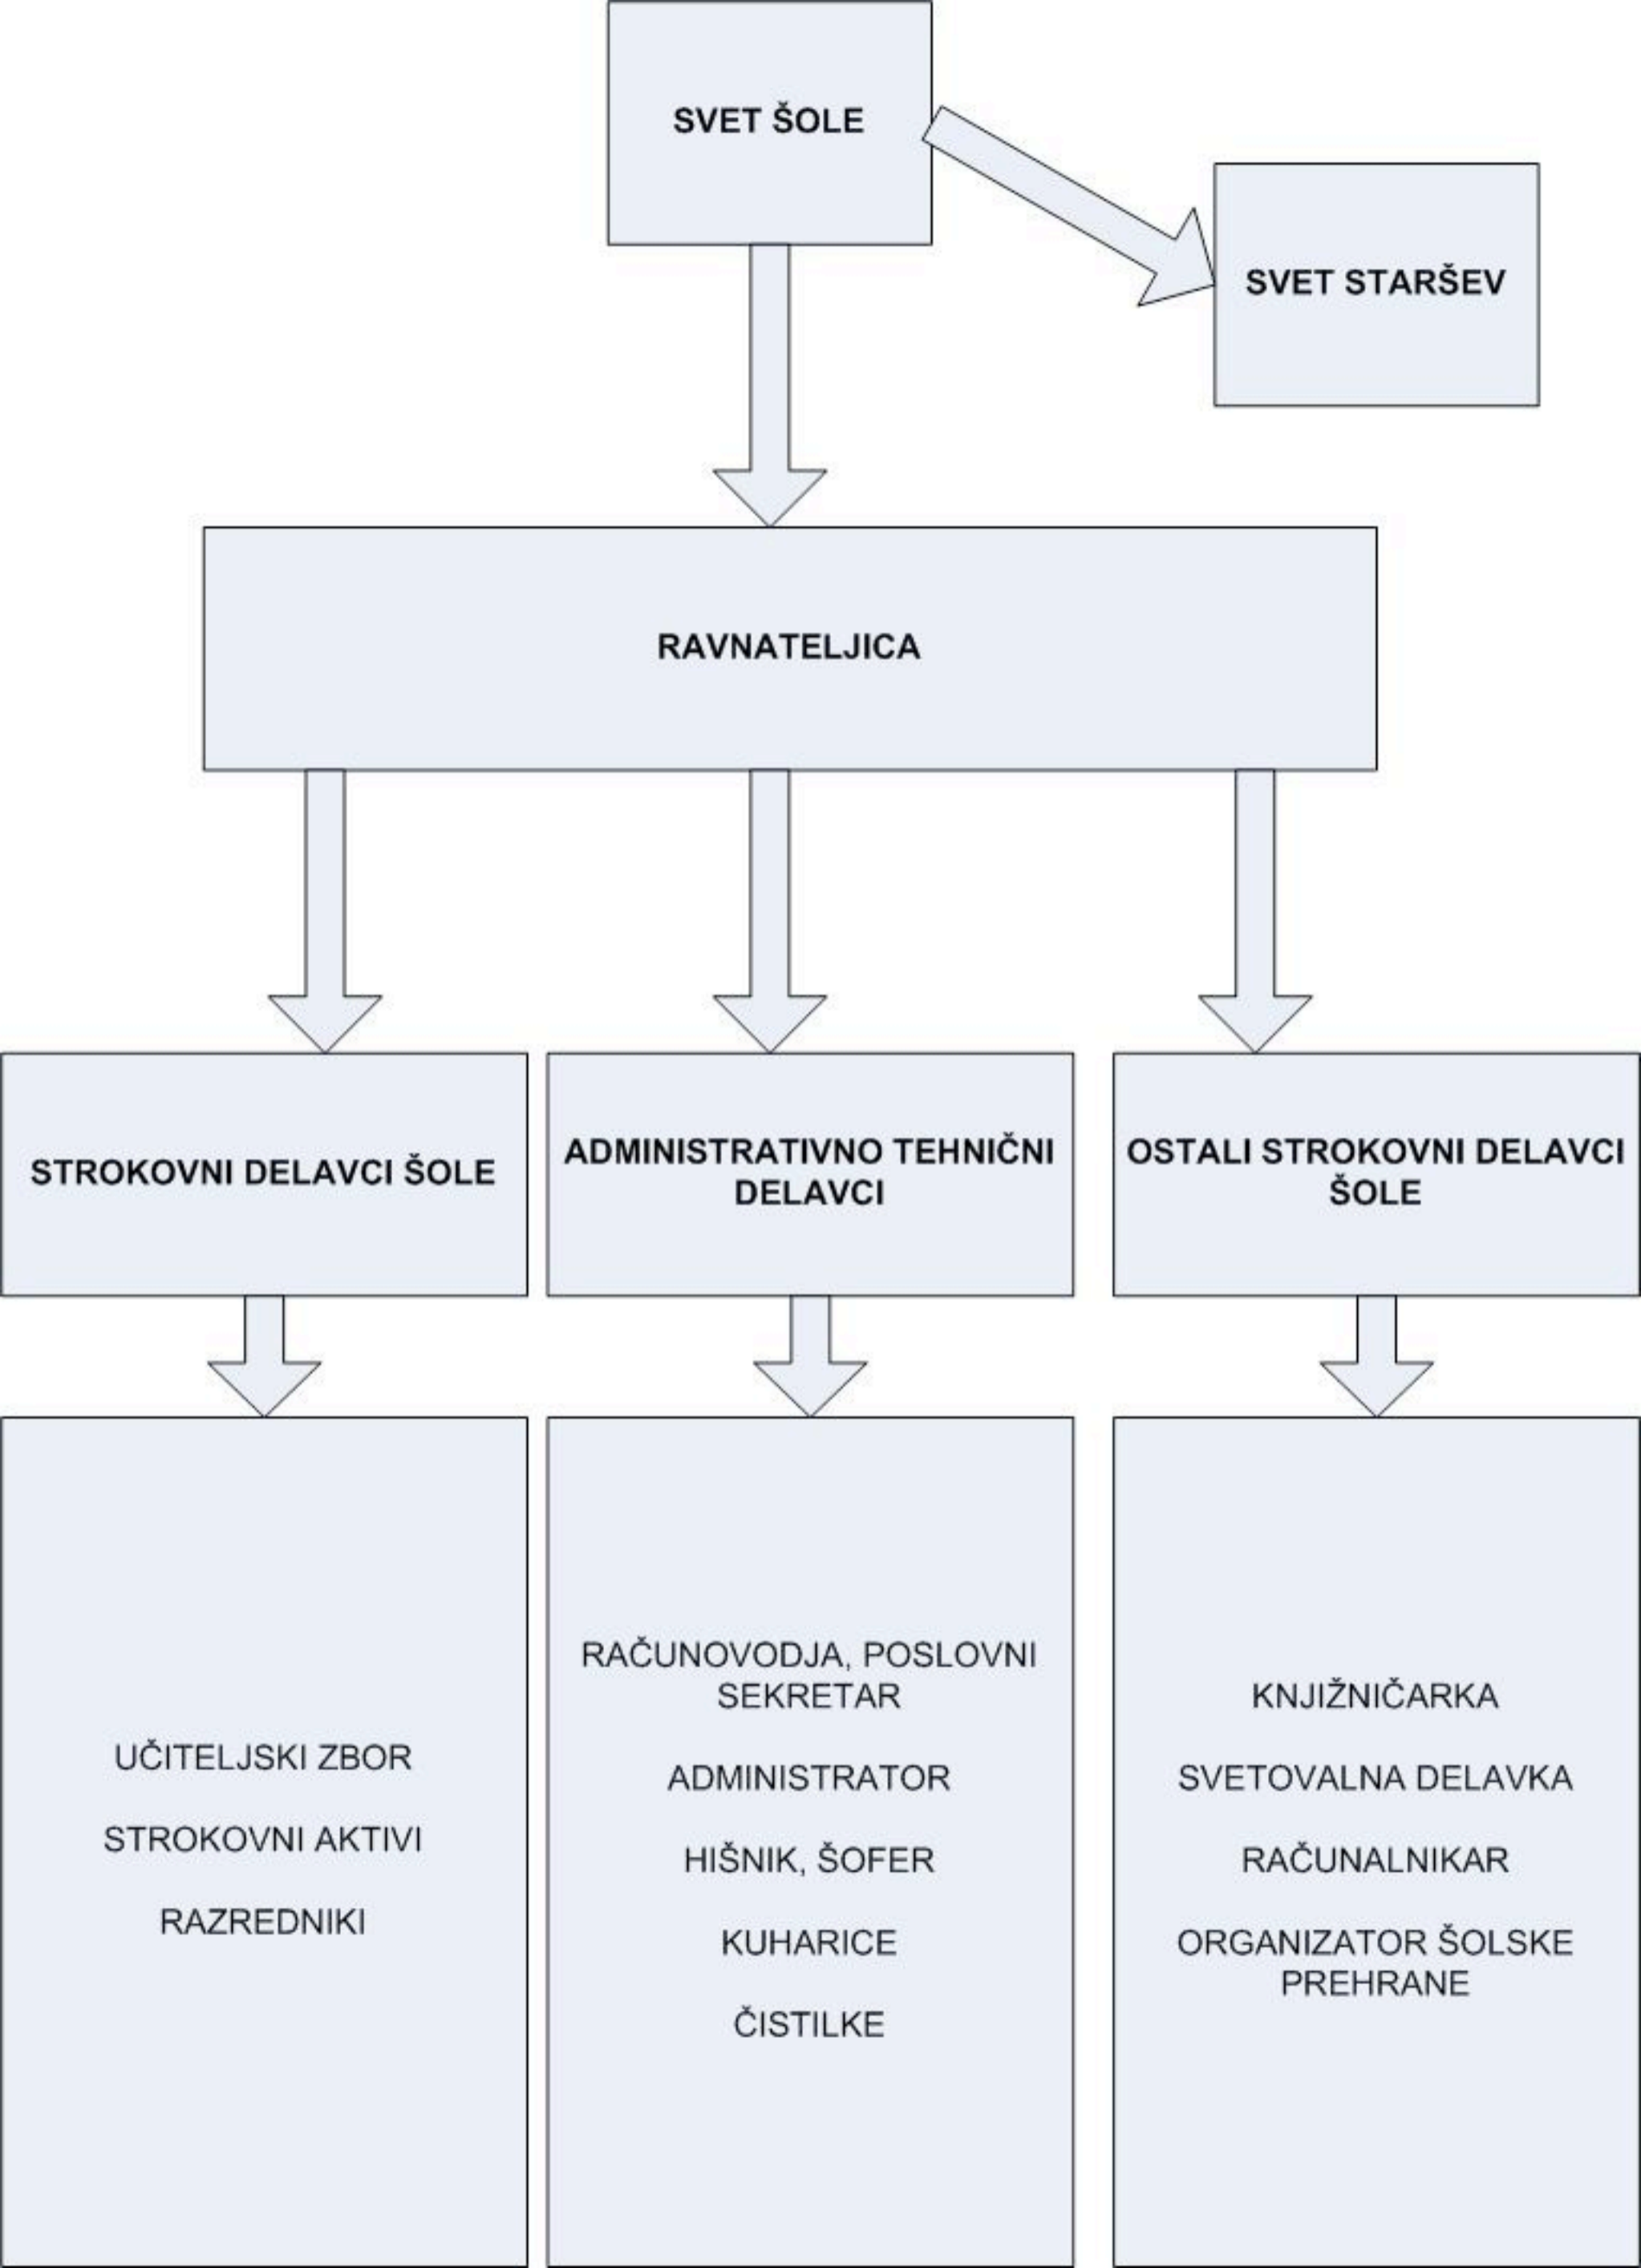 SVET ŠOLE
SVET STARŠEV
RAVNATELJICA
STROKOVNI DELAVCI ŠOLE
ADMINISTRATIVNO TEHNIČNI
DELAVCI
OSTALI STROKOVNI DELAVCI
ŠOLE
UČITELJSKI ZBOR
STROKOVNI AKTIVI
RAZREDNIKI
RAČUNOVODJA, POSLOVNI
SEKRETAR
ADMINISTRATOR
HIŠNIK, ŠOFER
KUHARICE
ČISTILKE
KNJIŽNIČARKA
SVETOVALNA DELAVKA
RAČUNALNIKAR
ORGANIZATOR ŠOLSKE
PREHRANE